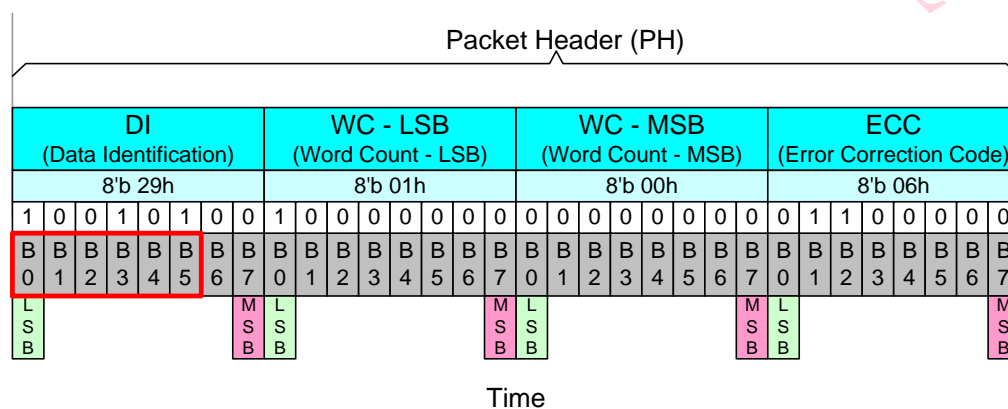 Packet Header (PH)
DI WC - LSB WC - MSB ECC
(Data Identification) (Word Count - LSB) (Word Count - MSB) (Error Correction Code)
8'b 29h 8'b 01h 8'b 00h 8'b 06h
1 0 0 1 0 1 0 0 1 0 0 0 0 0 0 0 0 0 0 0 0 0 0 0 0 1 1 0 0 0 0 0
B B B B B B B B B B B B B B B B B B B B B B B B B B B B B B B B
0 1 2 3 4 5 6 7 0 1 2 3 4 5 6 7 0 1 2 3 4 5 6 7 0 1 2 3 4 5 6 7
L M L M L M L M
S S S S S S S S
B B B B B B B B
Time